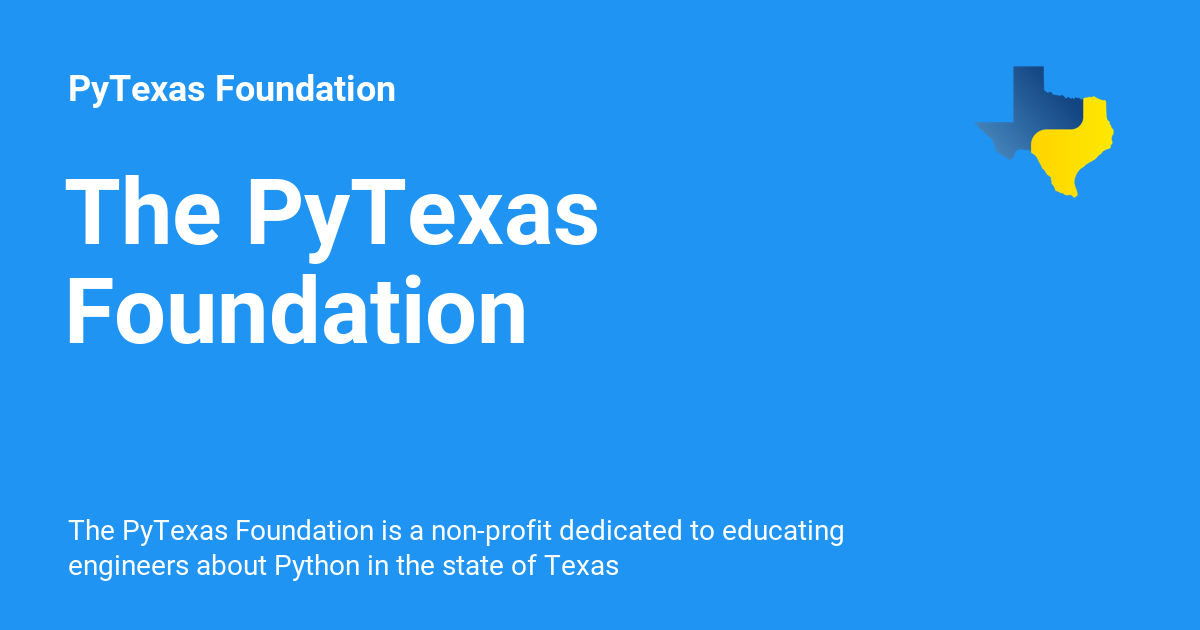 PyTexas Foundation
The PyTexas
Foundation
The PyTexas Foundation is a non-profit dedicated to educating
engineers about Python in the state of Texas